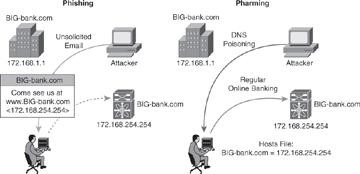 Phishing
BIG-bank.com
Unsolicited
Email
172.168.1.1
Attacker
BIG-bank.com
Come see us at
www.BIG-bank.com
<172.168.254.254>
BIG-bank.com
172.168.254.254
Pharming
BIG-bank.com
DNS
Poisoning
172.168.1.1
Attacker
Regular
Online Banking
BIG-bank.com
172.168.254.254
Hosts File:
BIG-bank.com = 172.168.254.254